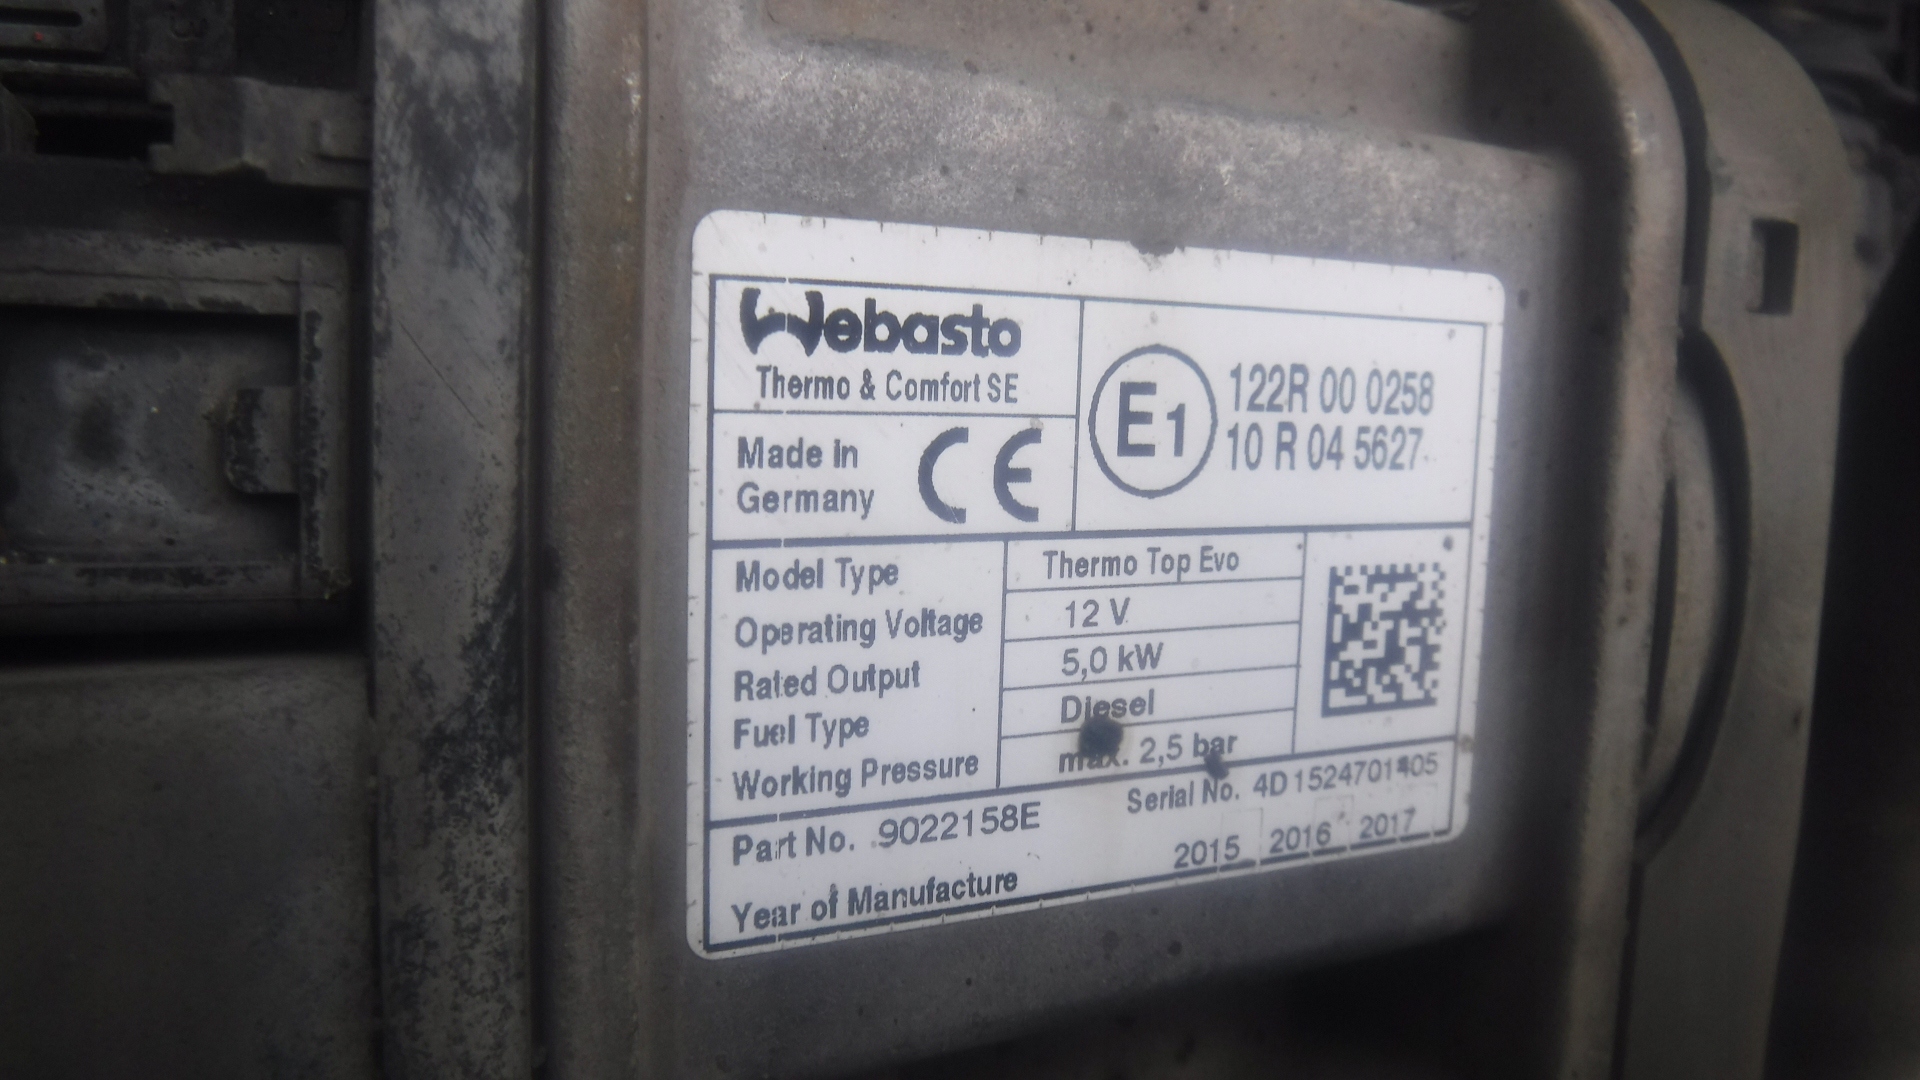 Webasto
Thermo & Comfort SE
Made in
Germany
CE
E1
122R 00 0258
10 R 04 5627
Model Type Thermo Top Evo
Operating Voltage 12 V
Rated Output 5,0 kW
Fuel Type Diesel
Working Pressure max. 2,5 bar
Part No. 9022158E Serial No.
Year of Manufacture 2015 2016 2017